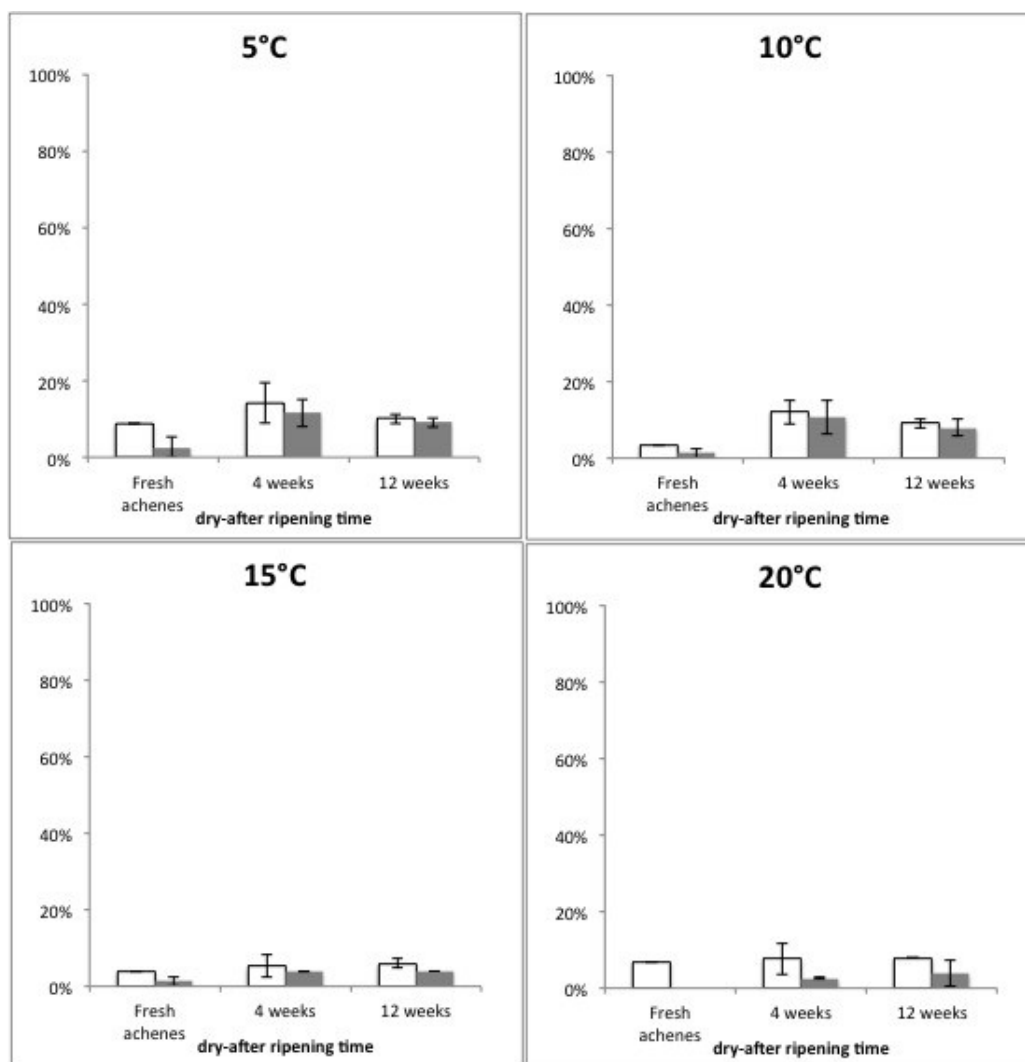 5°C
100%
80%
60%
40%
20%
0%
Fresh achenes
4 weeks
12 weeks
dry-after ripening time
10°C
100%
80%
60%
40%
20%
0%
Fresh achenes
4 weeks
12 weeks
dry-after ripening time
15°C
100%
80%
60%
40%
20%
0%
Fresh achenes
4 weeks
12 weeks
dry-after ripening time
20°C
100%
80%
60%
40%
20%
0%
Fresh achenes
4 weeks
12 weeks
dry-after ripening time